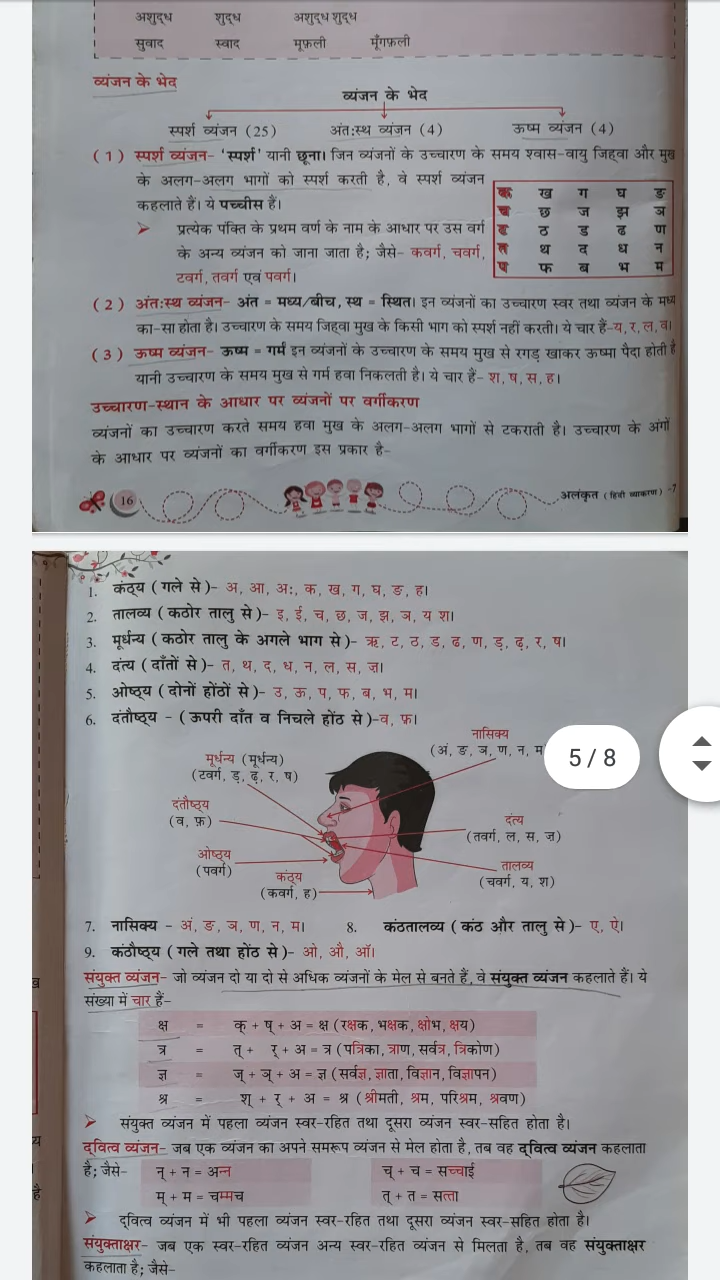 अशुद्ध शुद्ध अशुद्ध शुद्ध
सुवाद स्वाद मूफ़ली मूँगफ़ली
व्यंजन के भेद
व्यंजन के भेद
स्पर्श व्यंजन (25) अंत:स्थ व्यंजन (4) ऊष्म व्यंजन (4)
(1) स्पर्श व्यंजन- 'स्पर्श' यानी छूना। जिन व्यंजनों के उच्चारण के समय श्वास-वायु जिह्वा और मुख
के अलग-अलग भागों को स्पर्श करती है, वे स्पर्श व्यंजन
कहलाते हैं। ये पच्चीस हैं।
➢ प्रत्येक पंक्ति के प्रथम वर्ण के नाम के आधार पर उस वर्ग
के अन्य व्यंजन को जाना जाता है; जैसे- कवर्ग, चवर्ग,
टवर्ग, तवर्ग एवं पवर्ग।
क ख ग घ ङ
च छ ज झ ञ
ट ठ ड ढ ण
त थ द ध न
प फ ब भ म
(2) अंत:स्थ व्यंजन- अंत = मध्य/बीच, स्थ = स्थित। इन व्यंजनों का उच्चारण स्वर तथा व्यंजन के मध्य
का-सा होता है। उच्चारण के समय जिह्वा मुख के किसी भाग को स्पर्श नहीं करती। ये चार हैं-य, र, ल, व।
(3) ऊष्म व्यंजन- ऊष्म = गर्म इन व्यंजनों के उच्चारण के समय मुख से रगड़ खाकर ऊष्मा पैदा होती है
यानी उच्चारण के समय मुख से गर्म हवा निकलती है। ये चार हैं- श, ष, स, ह।
उच्चारण-स्थान के आधार पर व्यंजनों पर वर्गीकरण
व्यंजनों का उच्चारण करते समय हवा मुख के अलग-अलग भागों से टकराती है। उच्चारण के अंगों
के आधार पर व्यंजनों का वर्गीकरण इस प्रकार है-
16 अलंकृत (हिंदी व्याकरण) -7
1. कंठ्य (गले से)- अ, आ, अः, क, ख, ग, घ, ङ, ह।
2. तालव्य (कठोर तालु से)- इ, ई, च, छ, ज, झ, ञ, य श।
3. मूर्धन्य (कठोर तालु के अगले भाग से)- ऋ, ट, ठ, ड, ढ, ण, ड़, ढ़, र, ष।
4. दंत्य (दाँतों से)- त, थ, द, ध, न, ल, स, ज़।
5. ओष्ठ्य (दोनों होंठों से)- उ, ऊ, प, फ, ब, भ, म।
6. दंतौष्ठ्य - (ऊपरी दाँत व निचले होंठ से)-व, फ़।
नासिक्य
(अं, ङ, ञ, ण, न, म
5 / 8
मूर्धन्य (मूर्धन्य)
(टवर्ग, ड़, ढ़, र, ष)
दंतौष्ठ्य
(व, फ़)
दंत्य
(तवर्ग, ल, स, ज़)
ओष्ठ्य
(पवर्ग)
तालव्य
(चवर्ग, य, श)
कंठ्य
(कवर्ग, ह)
7. नासिक्य - अं, ङ, ञ, ण, न, म। 8. कंठतालव्य (कंठ और तालु से)- ए, ऐ।
9. कंठौष्ठ्य (गले तथा होंठ से)- ओ, औ, ऑ।
संयुक्त व्यंजन- जो व्यंजन दो या दो से अधिक व्यंजनों के मेल से बनते हैं, वे संयुक्त व्यंजन कहलाते हैं। ये
संख्या में चार हैं-
क्ष = क् + ष् + अ = क्ष (रक्षक, भक्षक, क्षोभ, क्षय)
त्र = त् + र् + अ = त्र (पत्रिका, त्राण, सर्वत्र, त्रिकोण)
ज्ञ = ज् + ञ् + अ = ज्ञ (सर्वज्ञ, ज्ञाता, विज्ञान, विज्ञापन)
श्र = श् + र् + अ = श्र (श्रीमती, श्रम, परिश्रम, श्रवण)
➢ संयुक्त व्यंजन में पहला व्यंजन स्वर-रहित तथा दूसरा व्यंजन स्वर-सहित होता है।
द्वित्व व्यंजन- जब एक व्यंजन का अपने समरूप व्यंजन से मेल होता है, तब वह द्वित्व व्यंजन कहलाता
है; जैसे- न् + न = अन्न च् + च = सच्चाई
म् + म = चम्मच त् + त = सत्ता
➢ द्वित्व व्यंजन में भी पहला व्यंजन स्वर-रहित तथा दूसरा व्यंजन स्वर-सहित होता है।
संयुक्ताक्षर- जब एक स्वर-रहित व्यंजन अन्य स्वर-रहित व्यंजन से मिलता है, तब वह संयुक्ताक्षर
कहलाता है; जैसे-